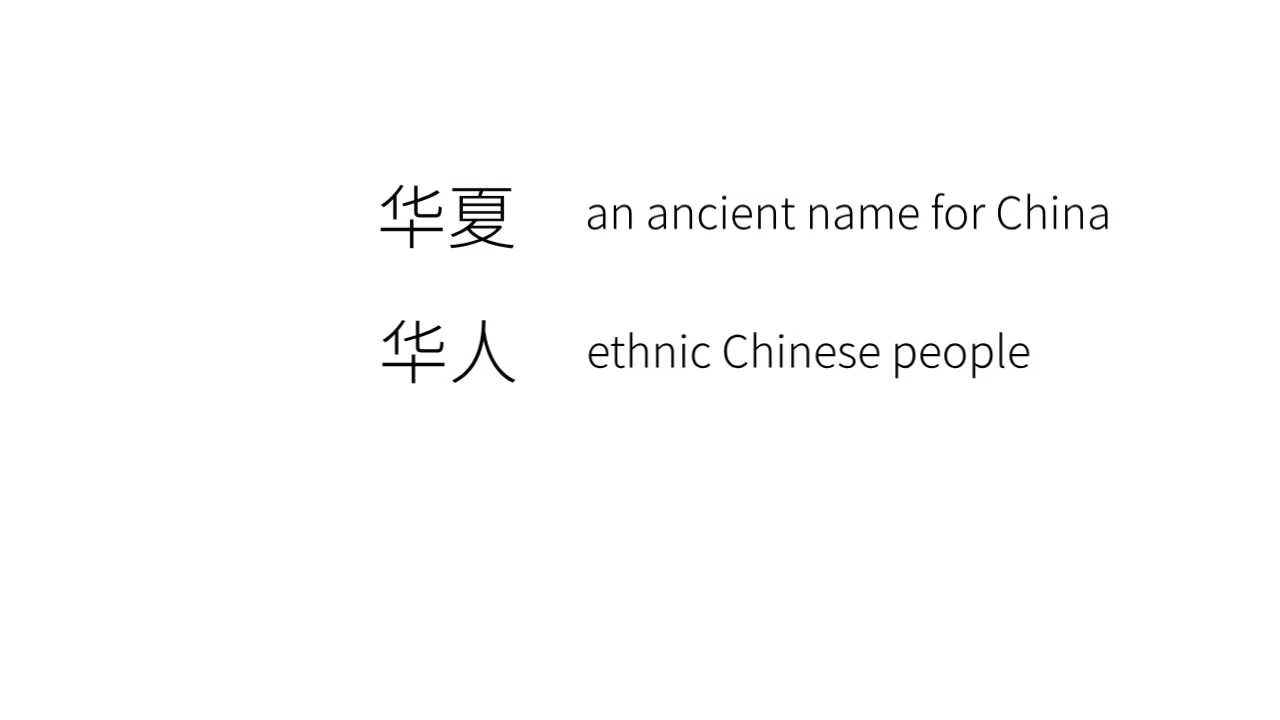 华夏 an ancient name for China
华人 ethnic Chinese people